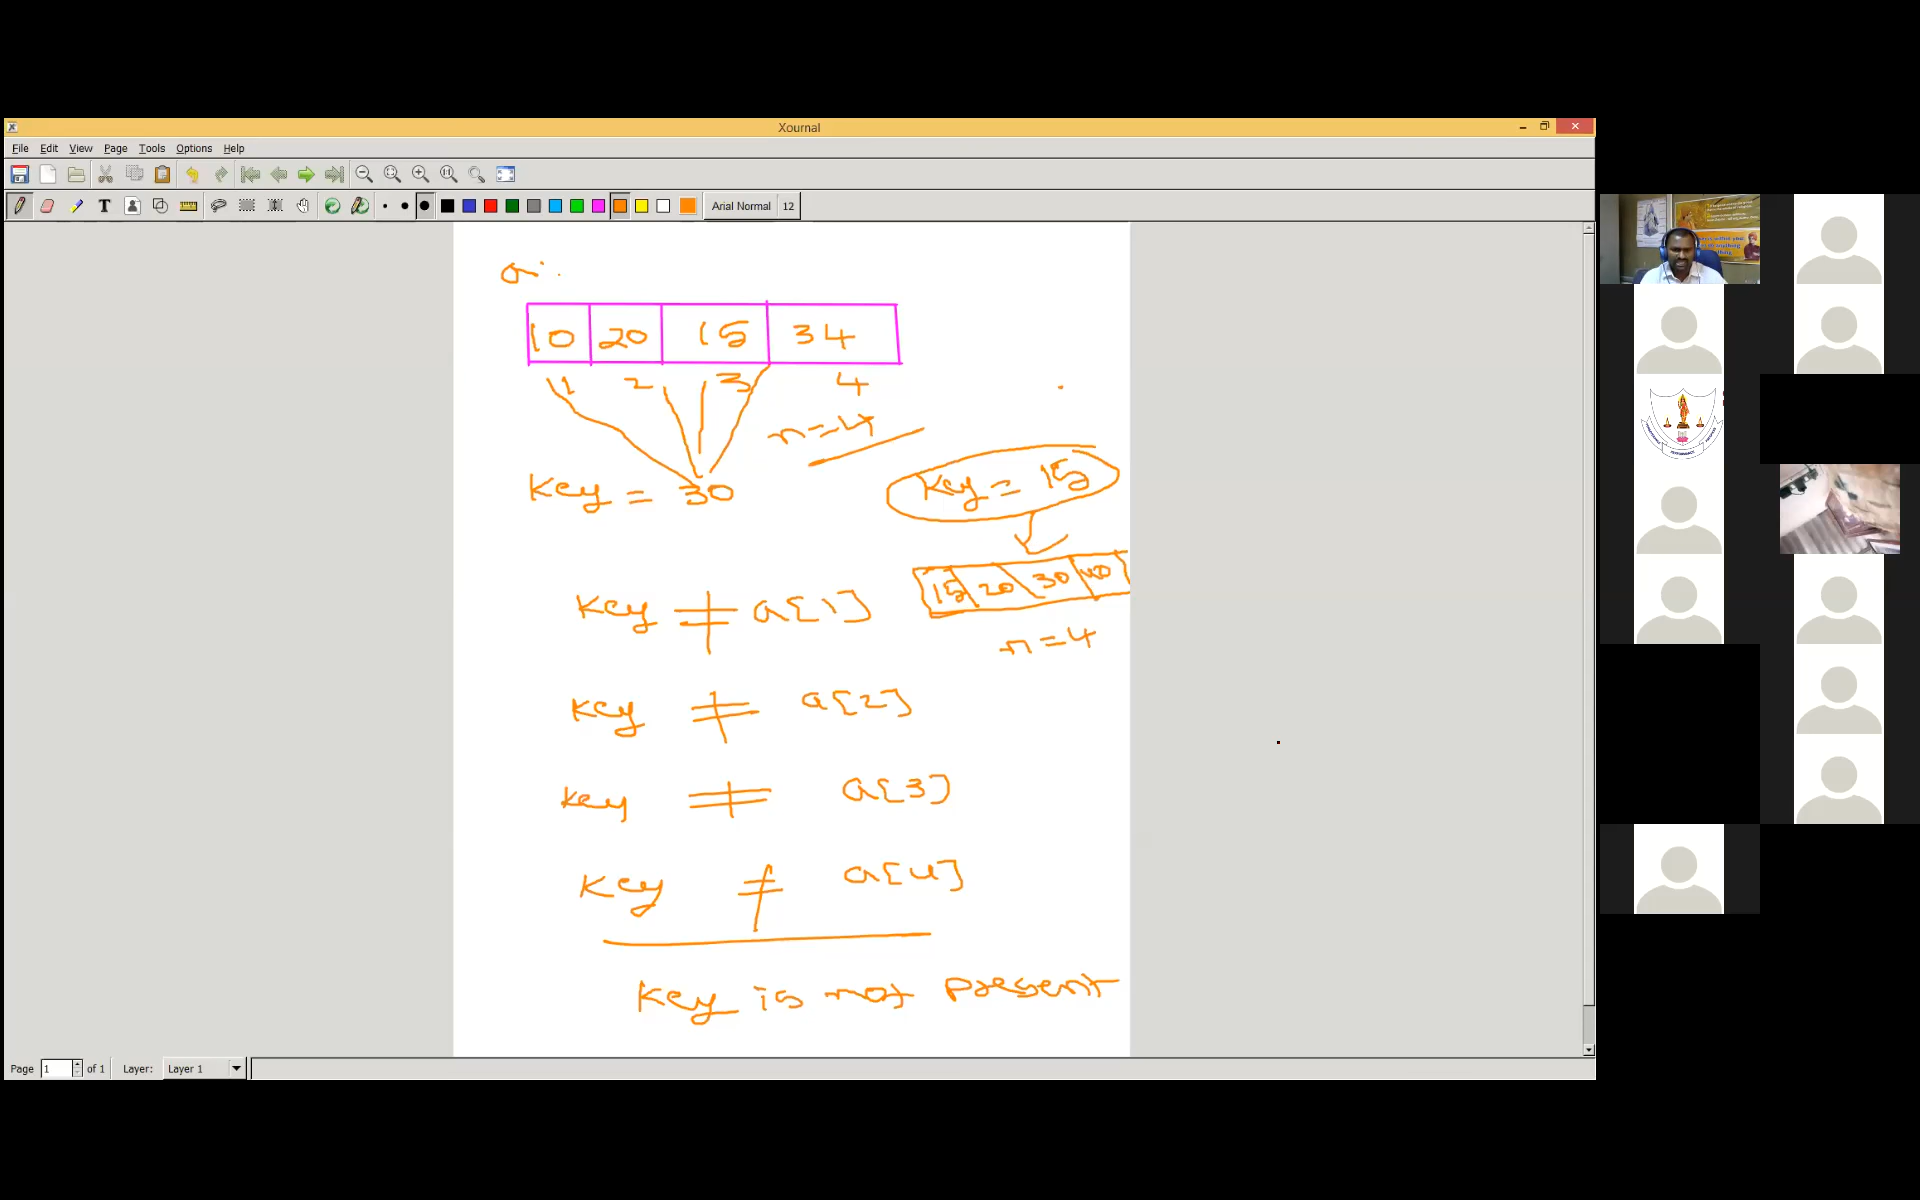 Xournal
File Edit View Page Tools Options Help
Arial Normal 12
a:
10 20 15 34
1 2 3 4
n=4
key = 30
key = 15
15 20 30 40
n=4
key ≠ a[1]
key ≠ a[2]
key ≠ a[3]
key ≠ a[4]
key is not present
Page 1 of 1 Layer: Layer 1